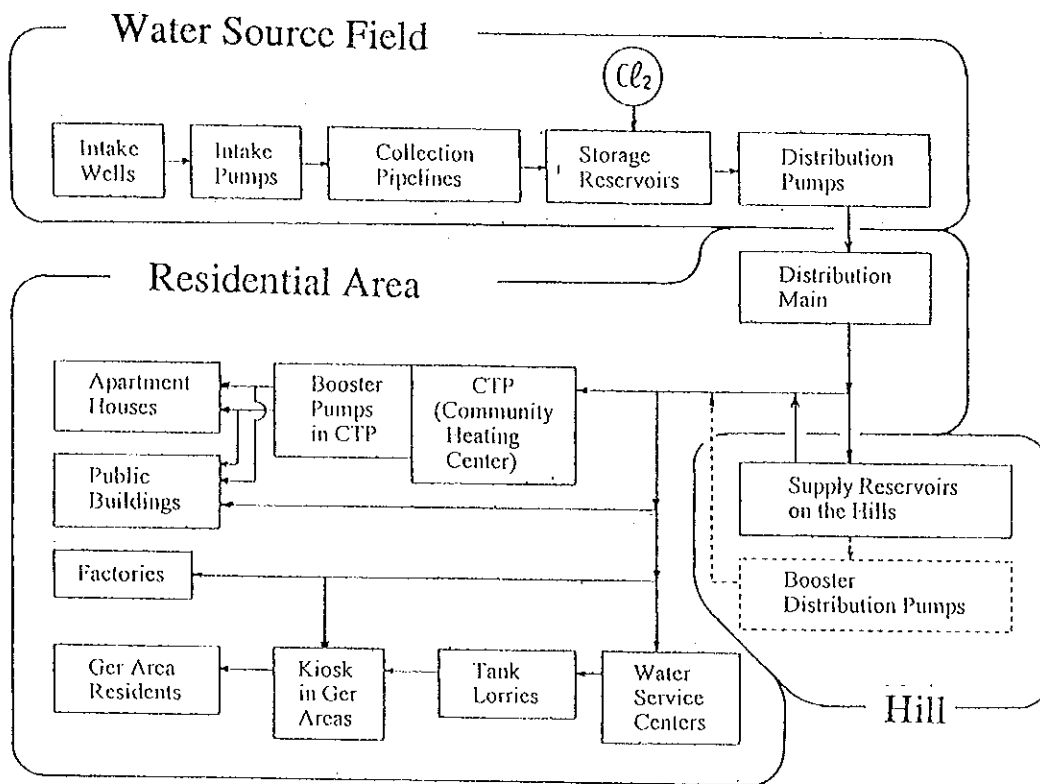 Water Source Field
Cl₂
Intake
Wells
Intake
Pumps
Collection
Pipelines
Storage
Reservoirs
Distribution
Pumps
Distribution
Main
Residential Area
Apartment
Houses
Booster
Pumps
in CTP
CTP
(Community
Heating
Center)
Public
Buildings
Supply Reservoirs
on the Hills
Factories
Booster
Distribution Pumps
Ger Area
Residents
Kiosk
in Ger
Areas
Tank
Lorries
Water
Service
Centers
Hill